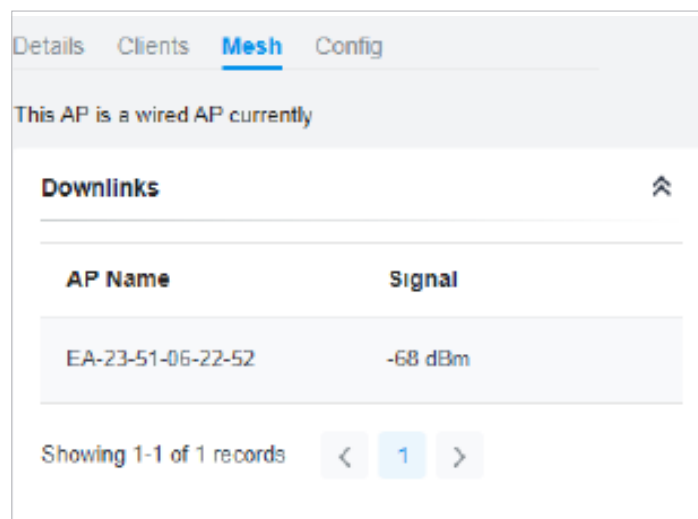 Details Clients Mesh Config
This AP is a wired AP currently
Downlinks
AP Name Signal
EA-23-51-06-22-52 -68 dBm
Showing 1-1 of 1 records < 1 >